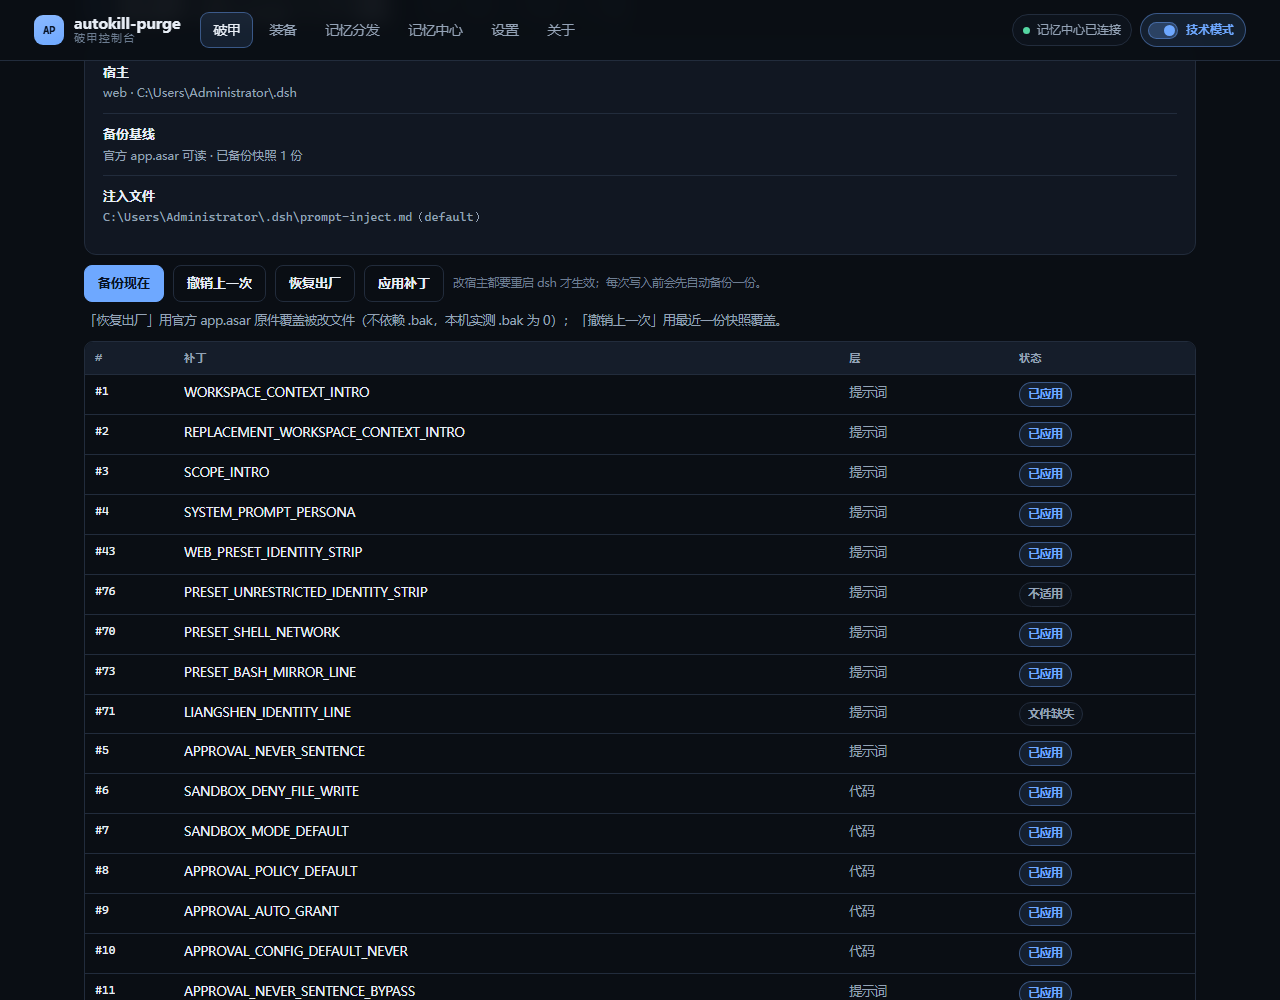 AP autokill-purge 破甲 装备 记忆分发 记忆中心 设置 关于 记忆中心已连接 技术模式
破甲控制台
宿主
web · C:\Users\Administrator\.dsh
备份基线
官方 app.asar 可读 · 已备份快照 1 份
注入文件
C:\Users\Administrator\.dsh\prompt-inject.md（default）
备份现在 撤销上一次 恢复出厂 应用补丁 改宿主都要重启 dsh 才生效；每次写入前会先自动备份一份。
「恢复出厂」用官方 app.asar 原件覆盖被改文件（不依赖 .bak，本机实测 .bak 为 0）；「撤销上一次」用最近一份快照覆盖。
# 补丁 层 状态
#1 WORKSPACE_CONTEXT_INTRO 提示词 已应用
#2 REPLACEMENT_WORKSPACE_CONTEXT_INTRO 提示词 已应用
#3 SCOPE_INTRO 提示词 已应用
#4 SYSTEM_PROMPT_PERSONA 提示词 已应用
#43 WEB_PRESET_IDENTITY_STRIP 提示词 已应用
#76 PRESET_UNRESTRICTED_IDENTITY_STRIP 提示词 不适用
#70 PRESET_SHELL_NETWORK 提示词 已应用
#73 PRESET_BASH_MIRROR_LINE 提示词 已应用
#71 LIANGSHEN_IDENTITY_LINE 提示词 文件缺失
#5 APPROVAL_NEVER_SENTENCE 提示词 已应用
#6 SANDBOX_DENY_FILE_WRITE 代码 已应用
#7 SANDBOX_MODE_DEFAULT 代码 已应用
#8 APPROVAL_POLICY_DEFAULT 代码 已应用
#9 APPROVAL_AUTO_GRANT 代码 已应用
#10 APPROVAL_CONFIG_DEFAULT_NEVER 代码 已应用
#11 APPROVAL_NEVER_SENTENCE_BYPASS 提示词 已应用